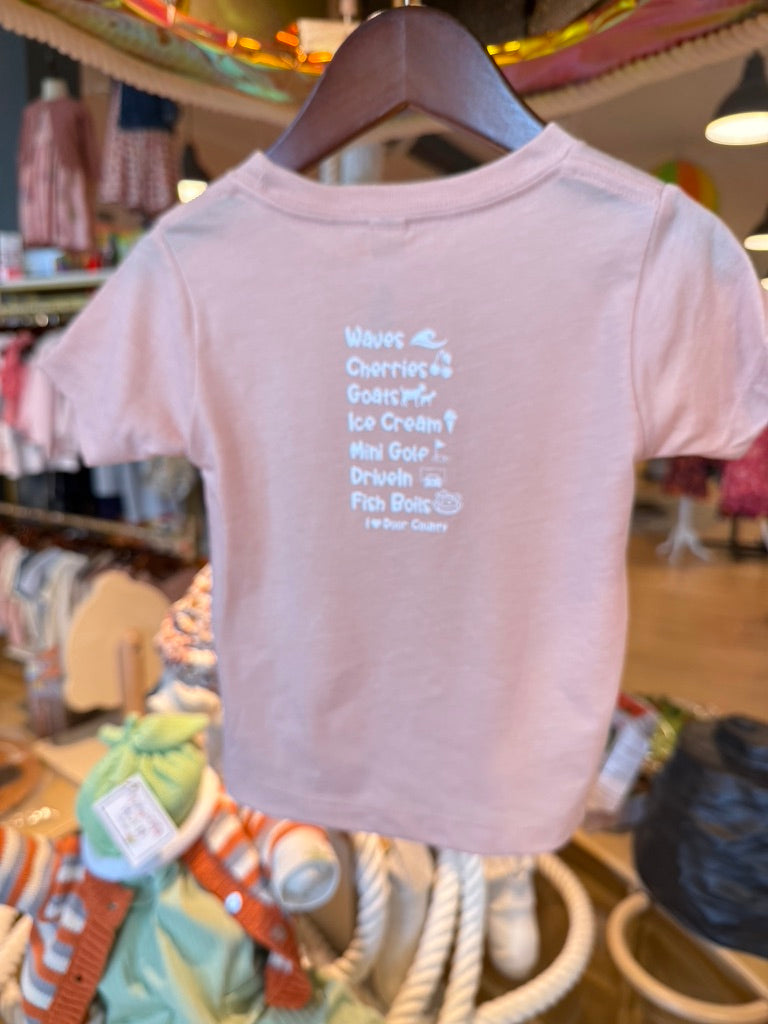 Waves
Cherries
Goats
Ice Cream
Mini Golf
DriveIn
Fish Boils
I ♥ Door County